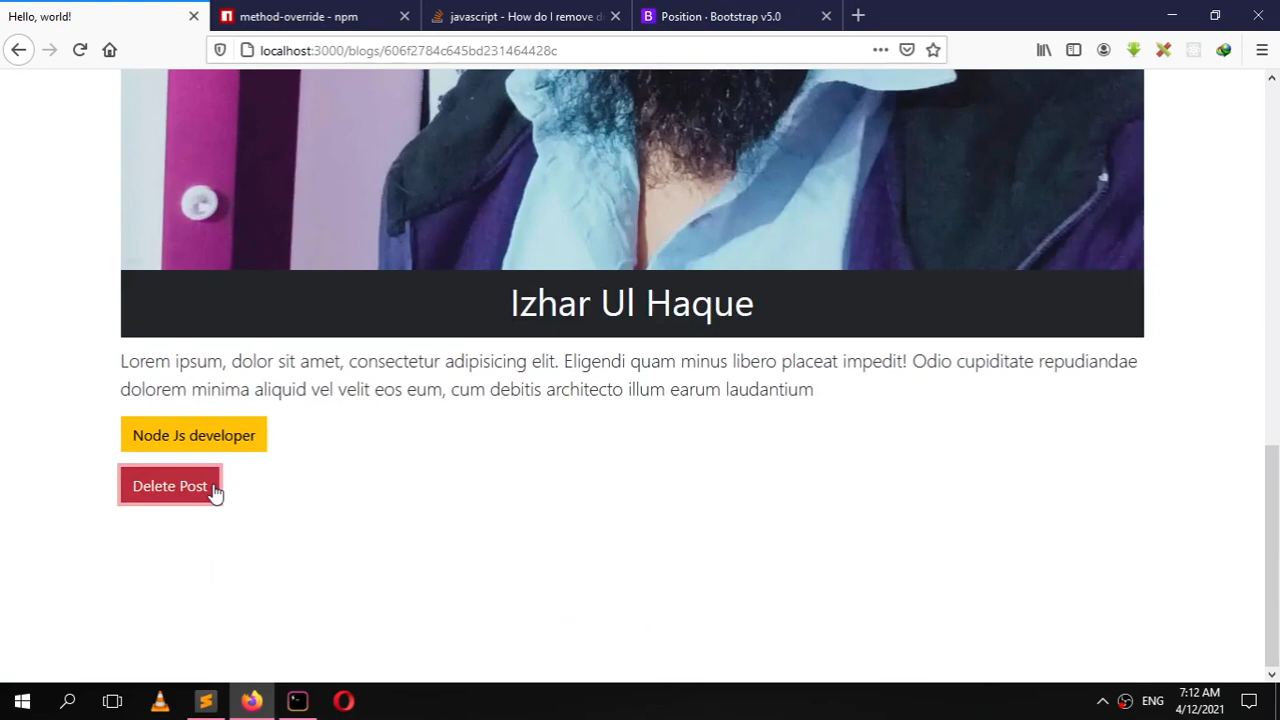 Hello, world!
method-override - npm
javascript - How do I remove d
Position · Bootstrap v5.0
localhost:3000/blogs/606f2784c645bd231464428c
Izhar Ul Haque
Lorem ipsum, dolor sit amet, consectetur adipisicing elit. Eligendi quam minus libero placeat impedit! Odio cupiditate repudiandae
dolorem minima aliquid vel velit eos eum, cum debitis architecto illum earum laudantium
Node Js developer
Delete Post
ENG
7:12 AM
4/12/2021